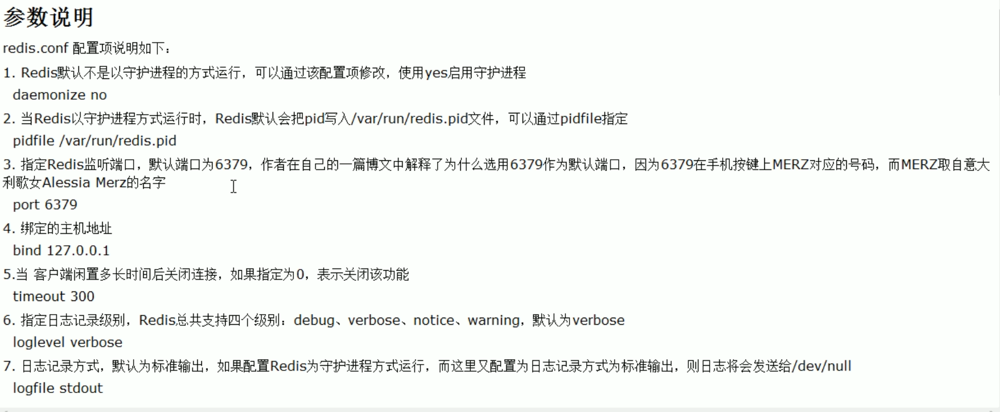 参数说明
redis.conf 配置项说明如下：
1. Redis默认不是以守护进程的方式运行，可以通过该配置项修改，使用yes启用守护进程
daemonize no
2. 当Redis以守护进程方式运行时，Redis默认会把pid写入/var/run/redis.pid文件，可以通过pidfile指定
pidfile /var/run/redis.pid
3. 指定Redis监听端口，默认端口为6379，作者在自己的一篇博文中解释了为什么选用6379作为默认端口，因为6379在手机按键上MERZ对应的号码，而MERZ取自意大
利歌女Alessia Merz的名字
port 6379
4. 绑定的主机地址
bind 127.0.0.1
5.当 客户端闲置多长时间后关闭连接，如果指定为0，表示关闭该功能
timeout 300
6. 指定日志记录级别，Redis总共支持四个级别：debug、verbose、notice、warning，默认为verbose
loglevel verbose
7. 日志记录方式，默认为标准输出，如果配置Redis为守护进程方式运行，而这里又配置为日志记录方式为标准输出，则日志将会发送给/dev/null
logfile stdout